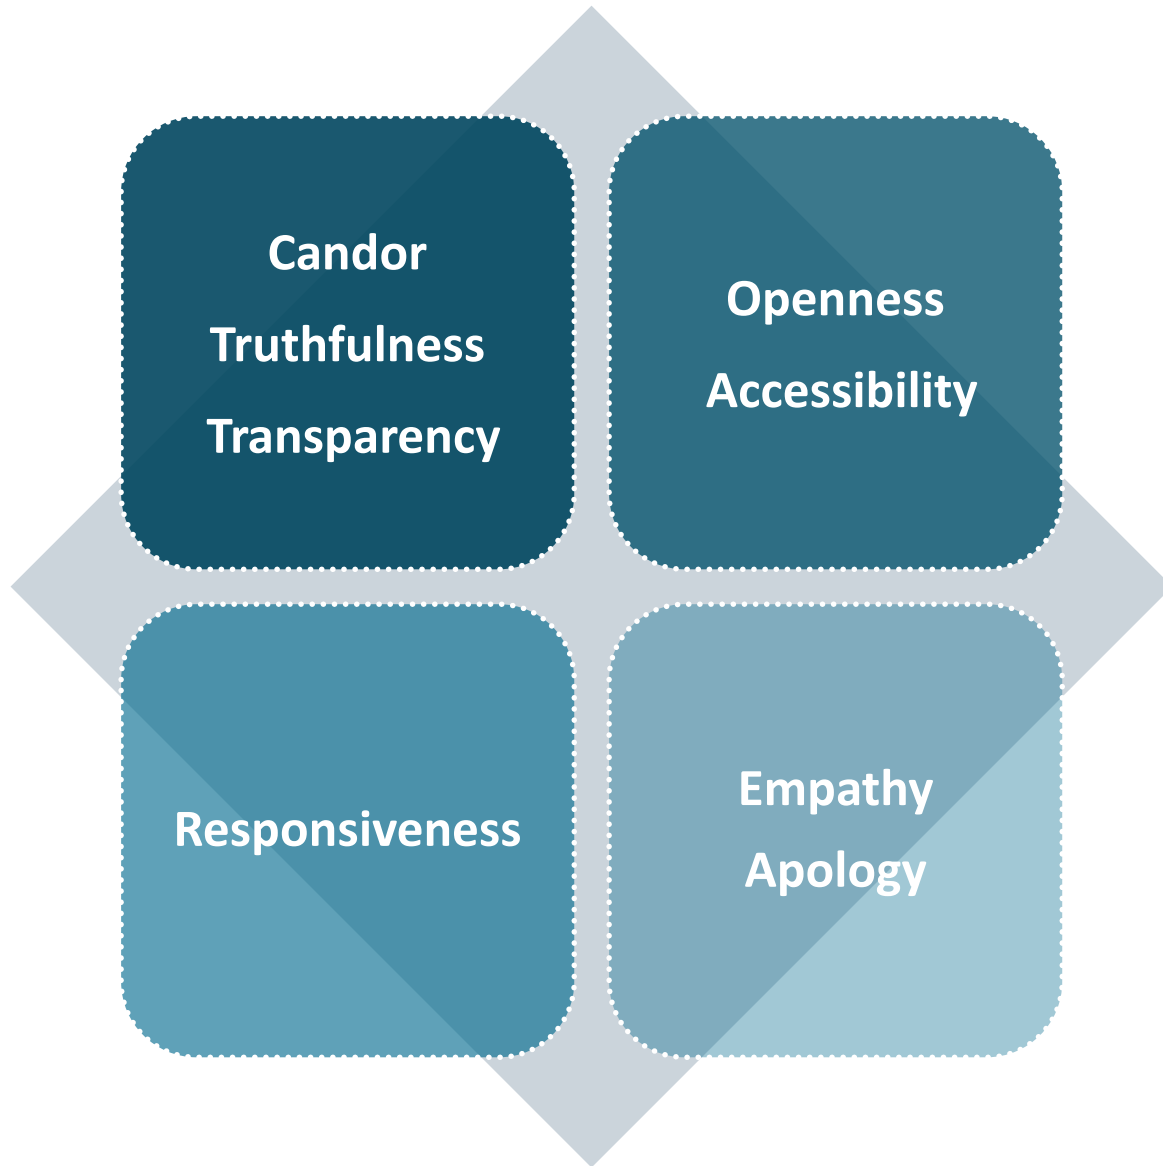 Candor
Truthfulness
Transparency
Openness
Accessibility
Responsiveness
Empathy
Apology